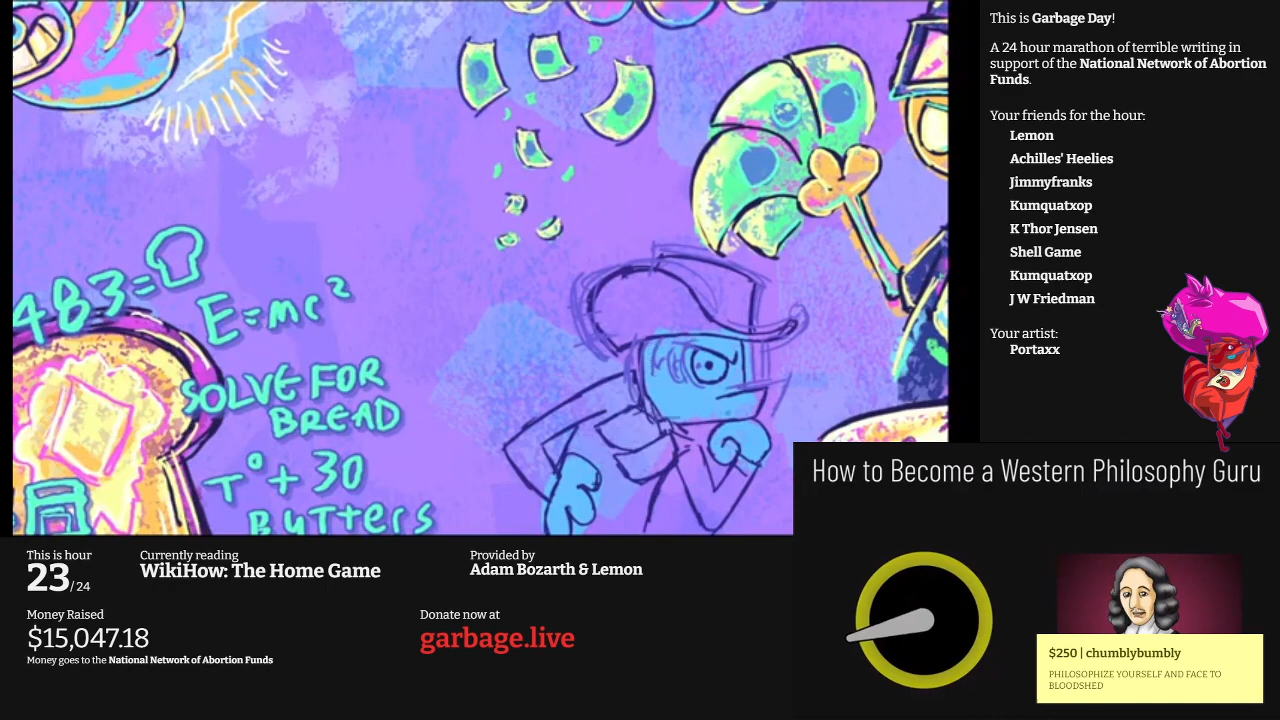 This is Garbage Day!
A 24 hour marathon of terrible writing in
support of the National Network of Abortion
Funds.
Your friends for the hour:
Lemon
Achilles' Heelies
Jimmyfranks
Kumquatxop
K Thor Jensen
Shell Game
Kumquatxop
J W Friedman
Your artist:
Portaxx
483=
E=mc²
SOLVE FOR
BREAD
T° + 30
BUTTERS
How to Become a Western Philosophy Guru
This is hour
23/24
Currently reading
WikiHow: The Home Game
Provided by
Adam Bozarth & Lemon
Money Raised
$15,047.18
Money goes to the National Network of Abortion Funds
Donate now at
garbage.live
$250 | chumblybumbly
PHILOSOPHIZE YOURSELF AND FACE TO
BLOODSHED